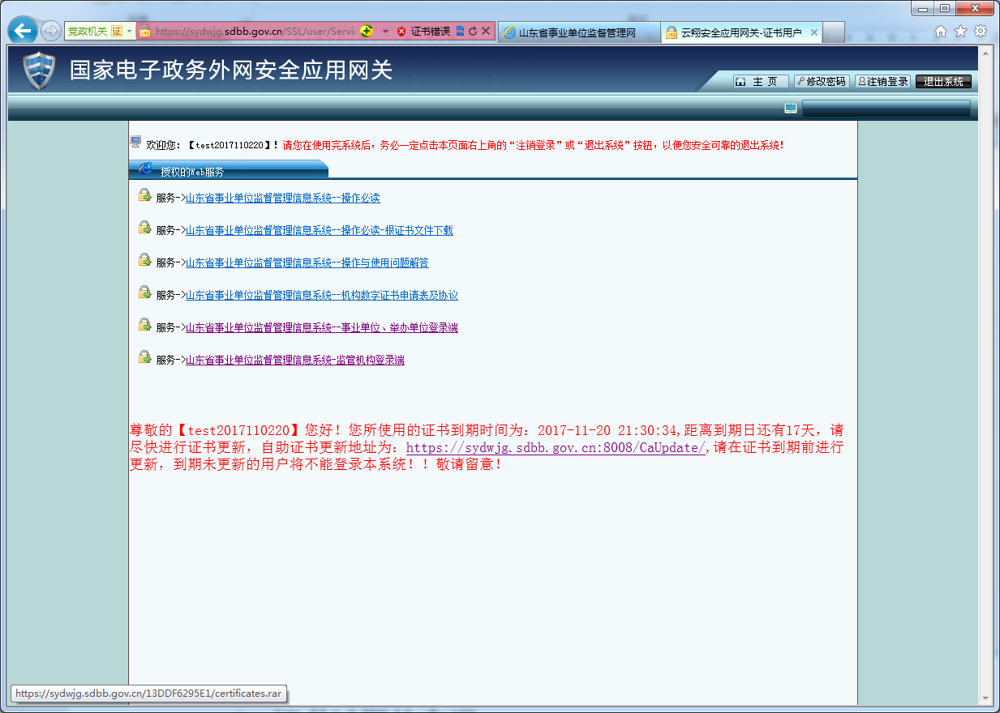 党政机关 证 https://sydwjg.sdbb.gov.cn/SSL/user/Servi 证书错误 山东省事业单位监督管理网 云翔安全应用网关-证书用户
国家电子政务外网安全应用网关
主 页 修改密码 注销登录 退出系统
欢迎您：【test2017110220】！请您在使用完系统后，务必一定点击本页面右上角的“注销登录”或“退出系统”按钮，以便您安全可靠的退出系统！
授权的Web服务
服务->山东省事业单位监督管理信息系统--操作必读
服务->山东省事业单位监督管理信息系统--操作必读-根证书文件下载
服务->山东省事业单位监督管理信息系统--操作与使用问题解答
服务->山东省事业单位监督管理信息系统--机构数字证书申请表及协议
服务->山东省事业单位监督管理信息系统--事业单位、举办单位登录端
服务->山东省事业单位监督管理信息系统-监管机构登录端
尊敬的【test2017110220】您好！您所使用的证书到期时间为：2017-11-20 21:30:34,距离到期日还有17天，请
尽快进行证书更新，自助证书更新地址为：https://sydwjg.sdbb.gov.cn:8008/CaUpdate/,请在证书到期前进行
更新，到期未更新的用户将不能登录本系统！！敬请留意！
https://sydwjg.sdbb.gov.cn/13DDF6295E1/certificates.rar